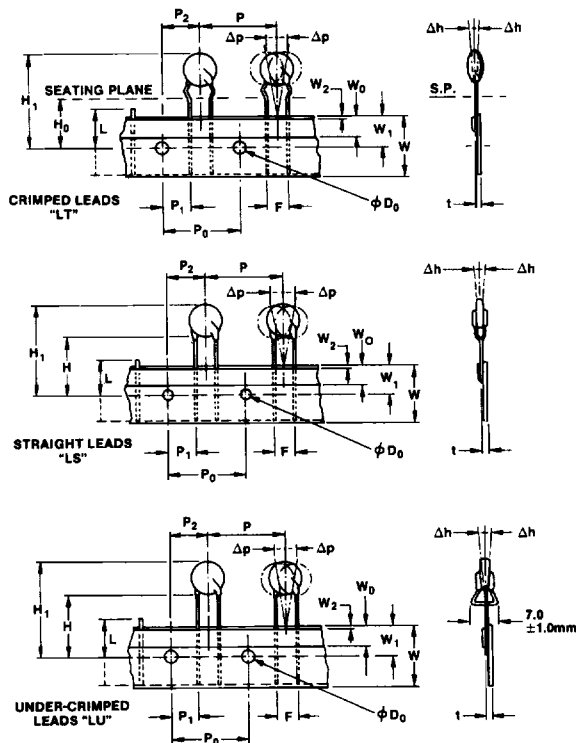 P₂ P
Δp Δp
Δh Δh
SEATING PLANE
H₁ H₀ L
W₂ W₀ W₁ W
S.P.
P₁ F
P₀
φD₀
t
CRIMPED LEADS
"LT"
P₂ P
Δp Δp
Δh Δh
H₁ H L
W₂ WO W₁ W
P₁ F
P₀
φD₀
t
STRAIGHT LEADS
"LS"
P₂ P
Δp Δp
Δh Δh
H₁ H L
W₂ W₀ W₁ W
7.0
±1.0mm
P₁ F
P₀
φD₀
t
UNDER-CRIMPED
LEADS "LU"